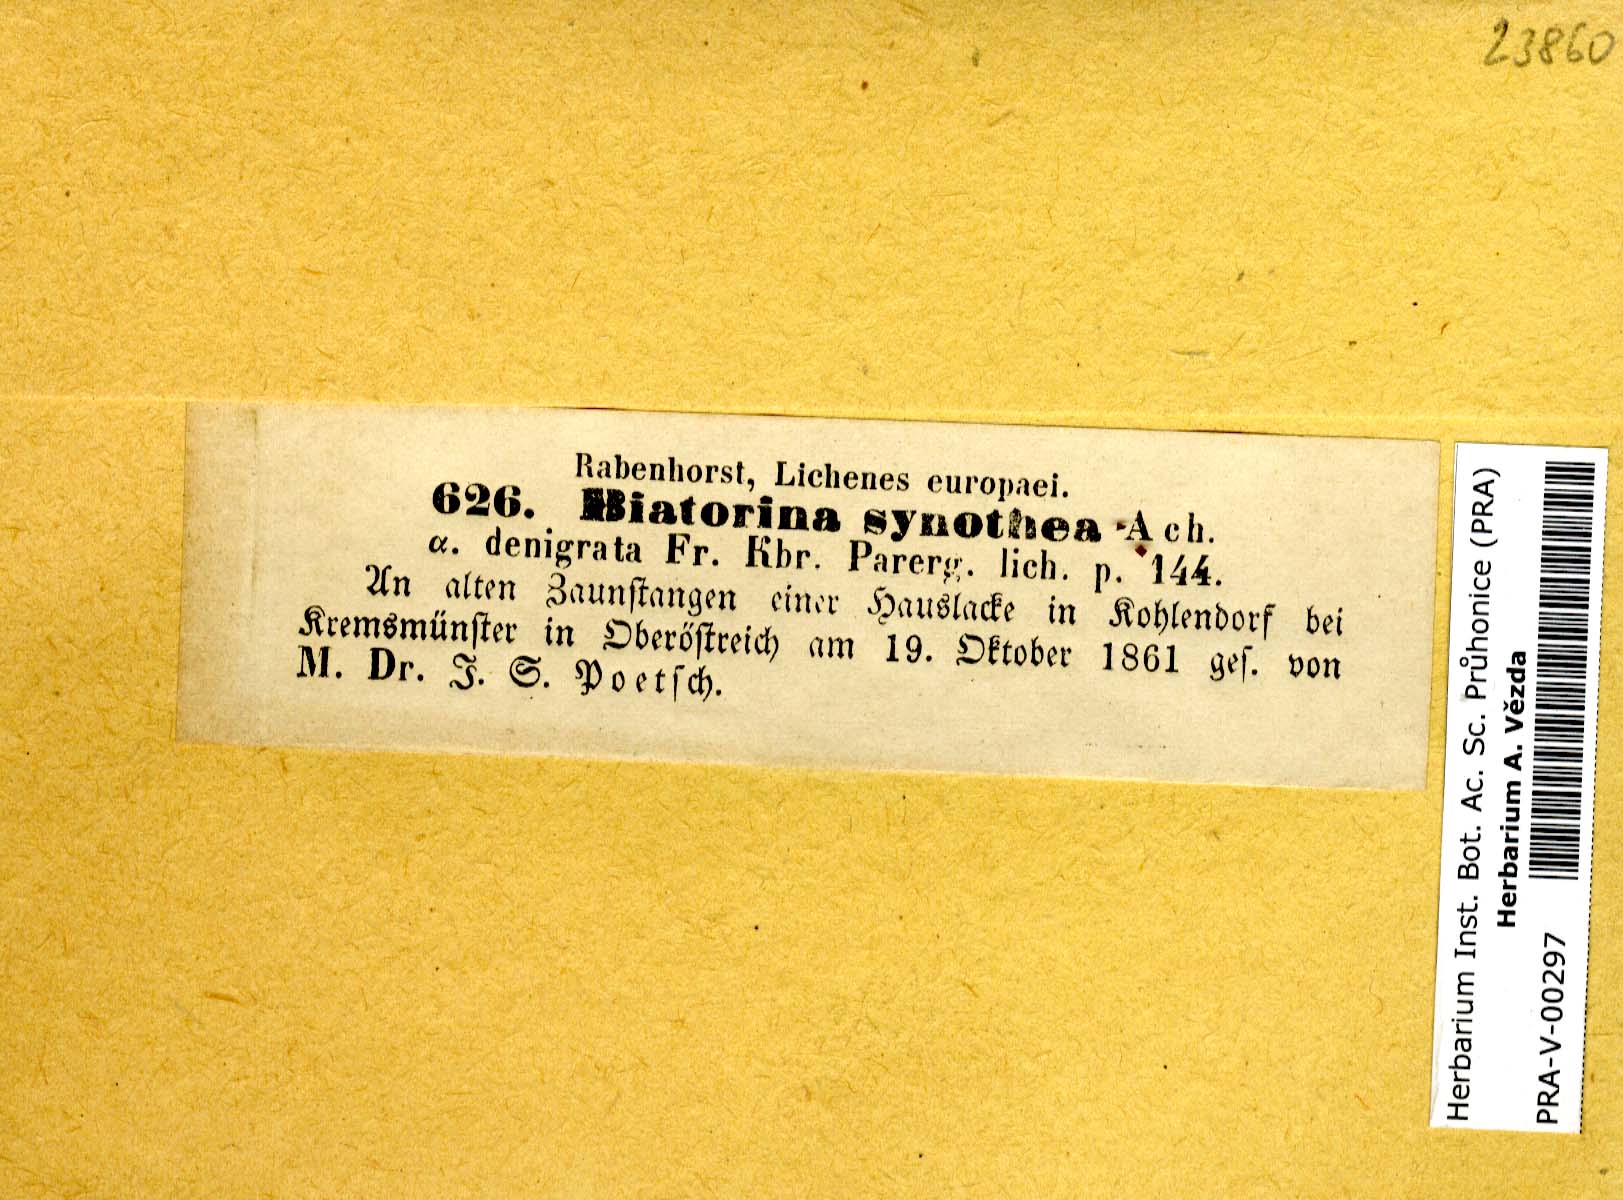 23860
Rabenhorst, Lichenes europaei.
626. Biatorina synothea Ach.
α. denigrata Fr. Kbr. Parerg. lich. p. 144.
An alten Zaunſtangen einer Hauslacke in Kohlendorf bei
Kremsmünſter in Oberöſtreich am 19. Oktober 1861 geſ. von
M. Dr. J. S. Poetſch.
Herbarium Inst. Bot. Ac. Sc. Průhonice (PRA)
Herbarium A. Vězda
PRA-V-00297